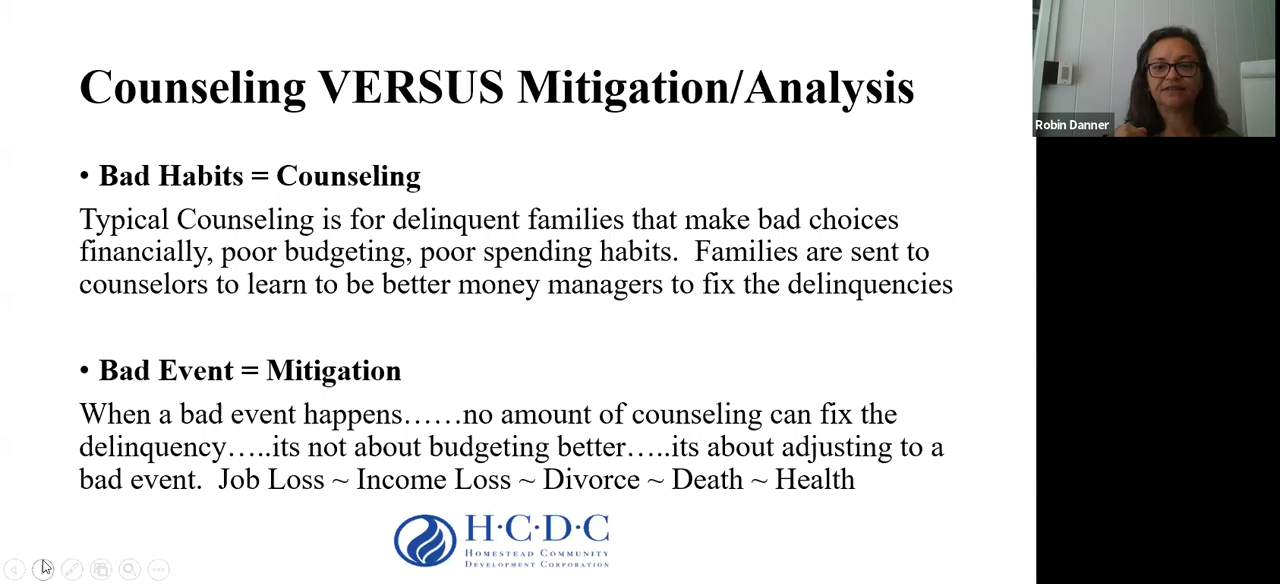 Counseling VERSUS Mitigation/Analysis
• Bad Habits = Counseling
Typical Counseling is for delinquent families that make bad choices
financially, poor budgeting, poor spending habits.  Families are sent to
counselors to learn to be better money managers to fix the delinquencies
• Bad Event = Mitigation
When a bad event happens……no amount of counseling can fix the
delinquency…..its not about budgeting better…..its about adjusting to a
bad event.  Job Loss ~ Income Loss ~ Divorce ~ Death ~ Health
H·C·D·C
Homestead Community
Development Corporation
Robin Danner